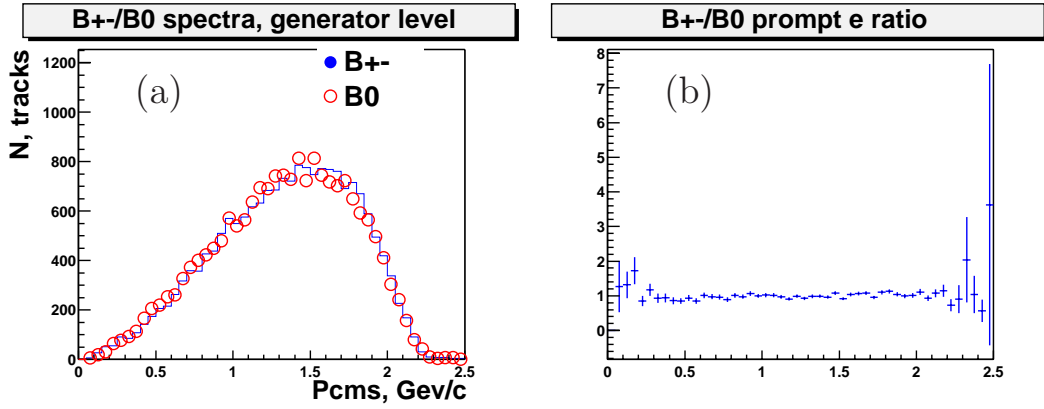 B+-/B0 spectra, generator level
B+-/B0 prompt e ratio
N, tracks
1200
1000
800
600
400
200
0
(a)
B+-
B0
0 0.5 1 1.5 2 2.5
Pcms, Gev/c
8
7
6
5
4
3
2
1
0
(b)
0 0.5 1 1.5 2 2.5